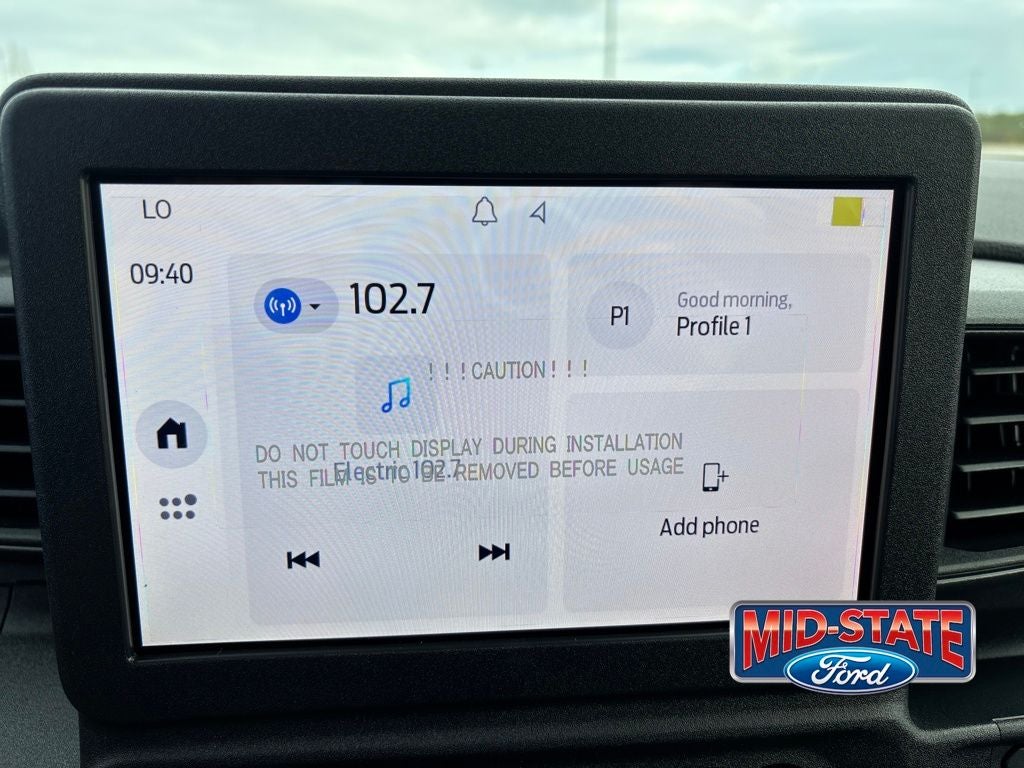 LO
09:40
102.7
P1
Good morning,
Profile 1
! ! ! CAUTION ! ! !
DO NOT TOUCH DISPLAY DURING INSTALLATION
THIS FILM IS TO BE REMOVED BEFORE USAGE
Electric 102.7
Add phone
MID-STATE
Ford